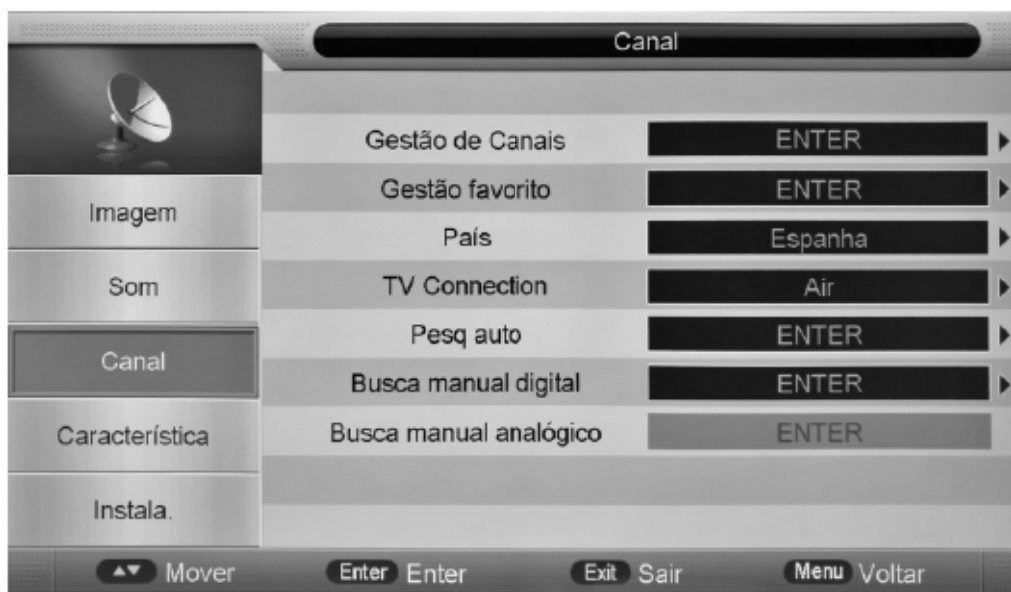 Canal
Imagem
Som
Canal
Característica
Instala.
Gestão de Canais ENTER
Gestão favorito ENTER
País Espanha
TV Connection Air
Pesq auto ENTER
Busca manual digital ENTER
Busca manual analógico ENTER
Mover Enter Enter Exit Sair Menu Voltar